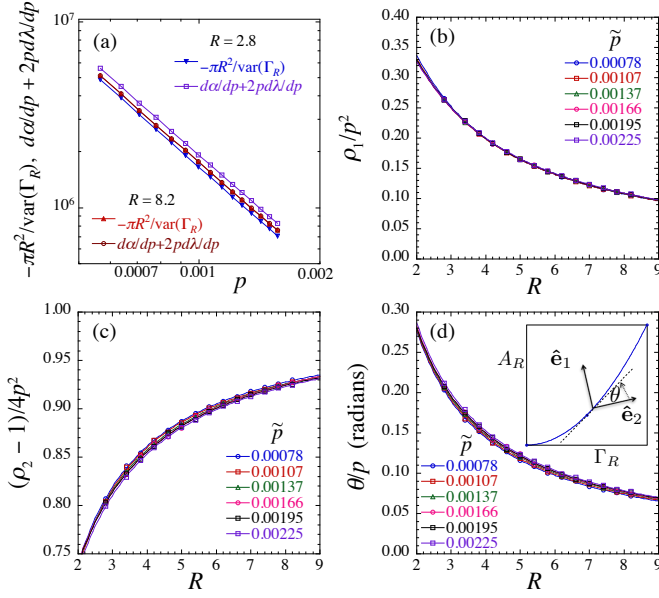 (a)
R = 2.8
−πR²/var(Γ_R)
dα/dp+2pdλ/dp
R = 8.2
−πR²/var(Γ_R)
dα/dp+2pdλ/dp
−πR²/var(Γ_R), dα/dp + 2pdλ/dp
10⁷
10⁶
0.0007
0.001
0.002
p
(b)
p̃
0.00078
0.00107
0.00137
0.00166
0.00195
0.00225
ρ₁/p²
0.40
0.35
0.30
0.25
0.20
0.15
0.10
0.05
0.00
2 3 4 5 6 7 8 9
R
(c)
p̃
0.00078
0.00107
0.00137
0.00166
0.00195
0.00225
(ρ₂ − 1)/4p²
1.00
0.95
0.90
0.85
0.80
0.75
2 3 4 5 6 7 8 9
R
(d)
A_R
ê₁
θ
ê₂
Γ_R
p̃
0.00078
0.00107
0.00137
0.00166
0.00195
0.00225
θ/p (radians)
0.30
0.25
0.20
0.15
0.10
0.05
0.00
2 3 4 5 6 7 8 9
R